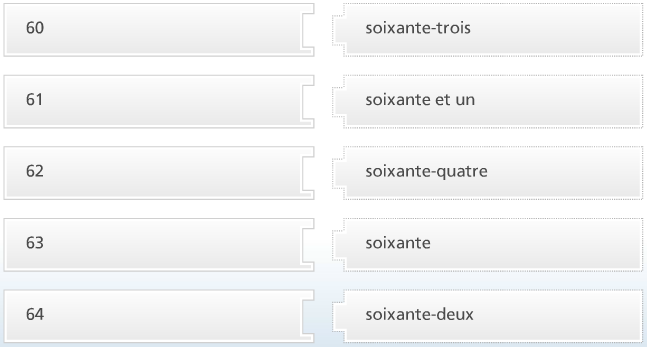 60 soixante-trois
61 soixante et un
62 soixante-quatre
63 soixante
64 soixante-deux